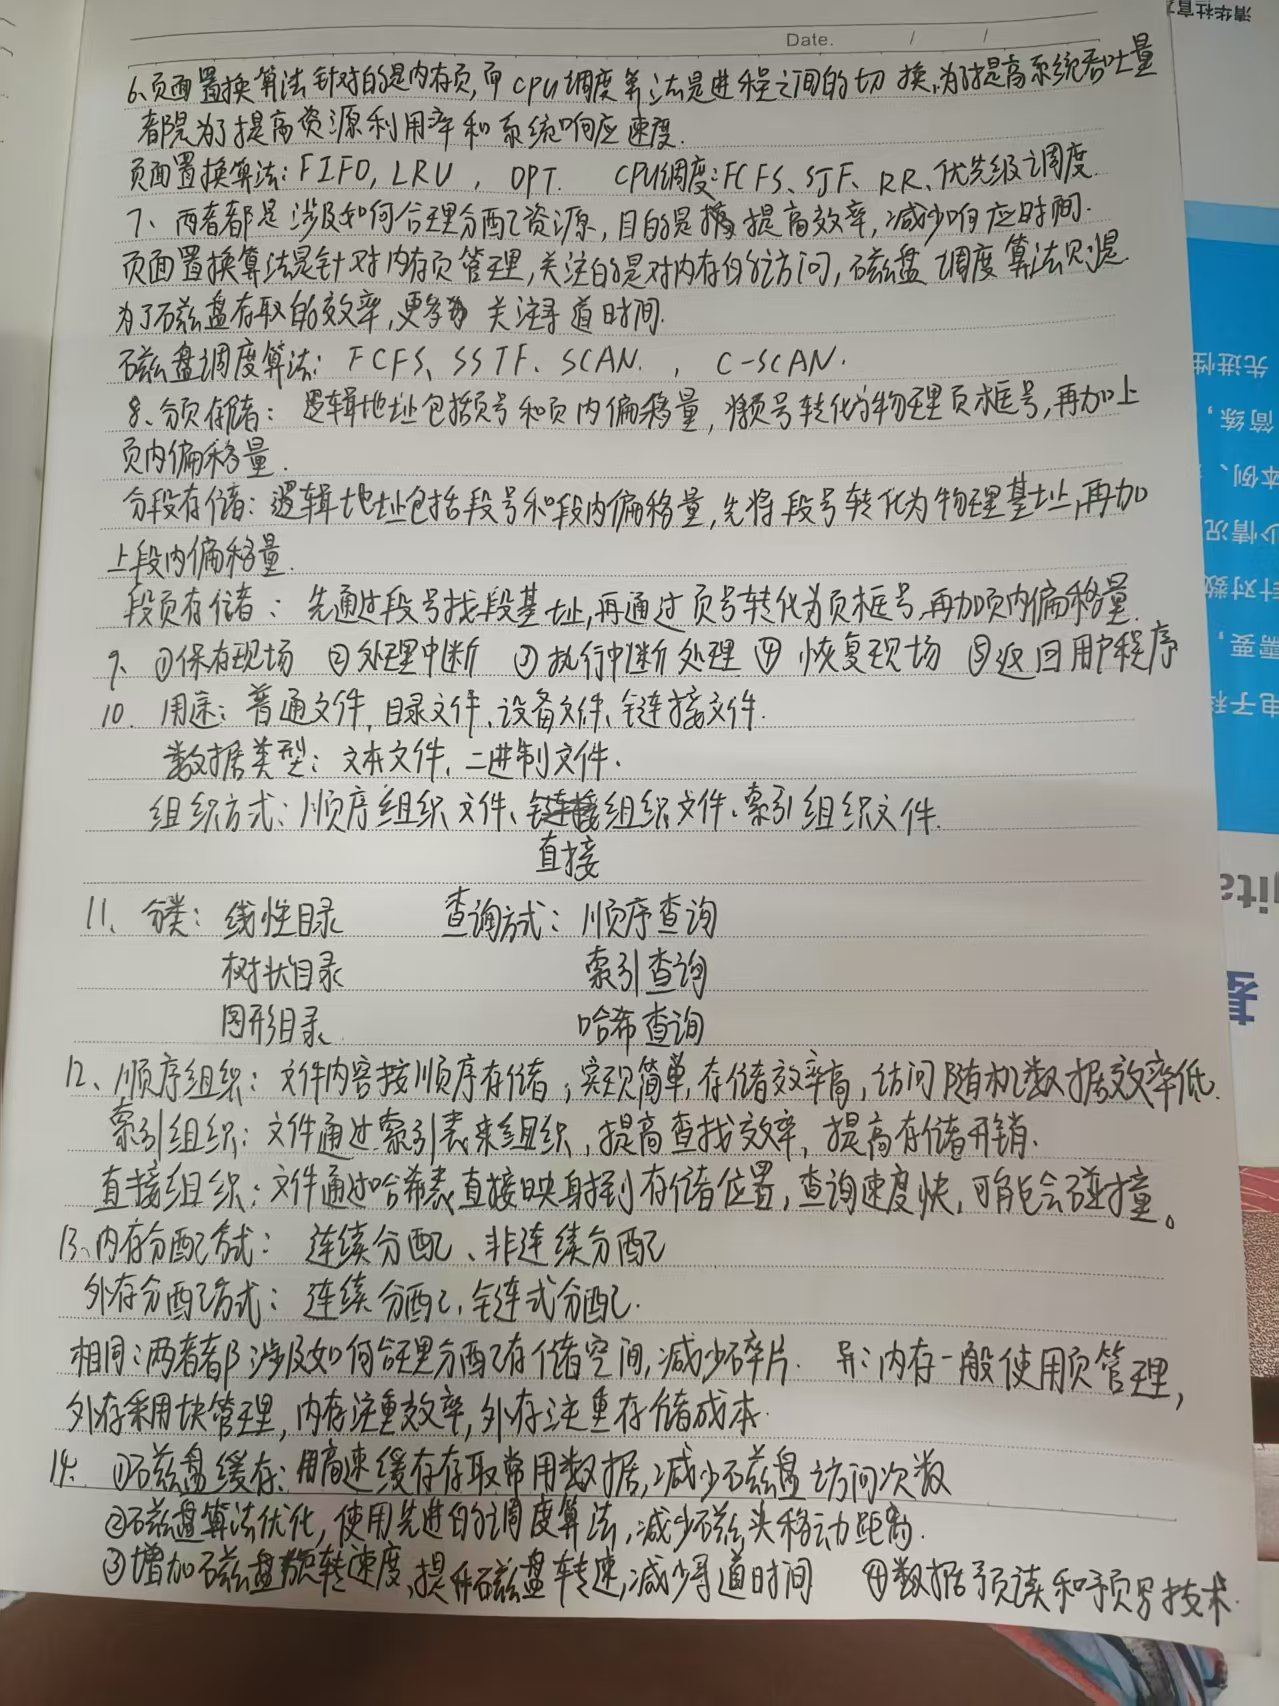 Date. / /
6、页面置换算法针对的是内存页,而CPU调度算法是进程之间的切换,为了提高系统吞吐量
都是为了提高资源利用率和系统响应速度.
页面置换算法: FIFO, LRU , OPT. CPU调度: FCFS、SJF、RR、优先级调度.
7、两者都是涉及如何合理分配资源,目的是提高效率,减少响应时间.
页面置换算法是针对内存页管理,关注的是对内存的访问,磁盘调度算法则是
为了磁盘存取的效率,更多 关注寻道时间.
磁盘调度算法: FCFS、SSTF、SCAN. , C-SCAN.
8、分页存储: 逻辑地址包括页号和页内偏移量,将页号转化为物理页框号,再加上
页内偏移量.
分段存储: 逻辑地址包括段号和段内偏移量,先将段号转化为物理基址,再加
上段内偏移量.
段页存储: 先通过段号找段基址,再通过页号转化为页框号,再加页内偏移量.
9、①保存现场 ②处理中断 ③执行中断处理 ④恢复现场 ⑤返回用户程序
10. 用途: 普通文件、目录文件、设备文件、链接文件.
数据类型: 文本文件、二进制文件.
组织方式: 顺序组织文件、链接组织文件、索引组织文件.
直接
11、分类: 线性目录 查询方式: 顺序查询
树状目录 索引查询
图形目录 哈希查询
12、顺序组织: 文件内容按顺序存储,实现简单,存储效率高,访问随机数据效率低.
索引组织: 文件通过索引表来组织,提高查找效率,提高存储开销.
直接组织: 文件通过哈希表直接映射到存储位置,查询速度快,可能会碰撞。
13、内存分配方式: 连续分配、非连续分配
外存分配方式: 连续分配、链式分配.
相同:两者都涉及如何合理分配存储空间,减少碎片. 异:内存一般使用页管理,
外存采用块管理,内存注重效率,外存注重存储成本.
14. ①磁盘缓存: 用高速缓存存取常用数据,减少磁盘访问次数
②磁盘算法优化,使用先进的调度算法,减少磁头移动距离.
③增加磁盘旋转速度,提升磁盘转速,减少寻道时间 ④数据预读和预写技术.
清华社官
先进性
简练,
本例、
少情况
针对数
需要,
电子科